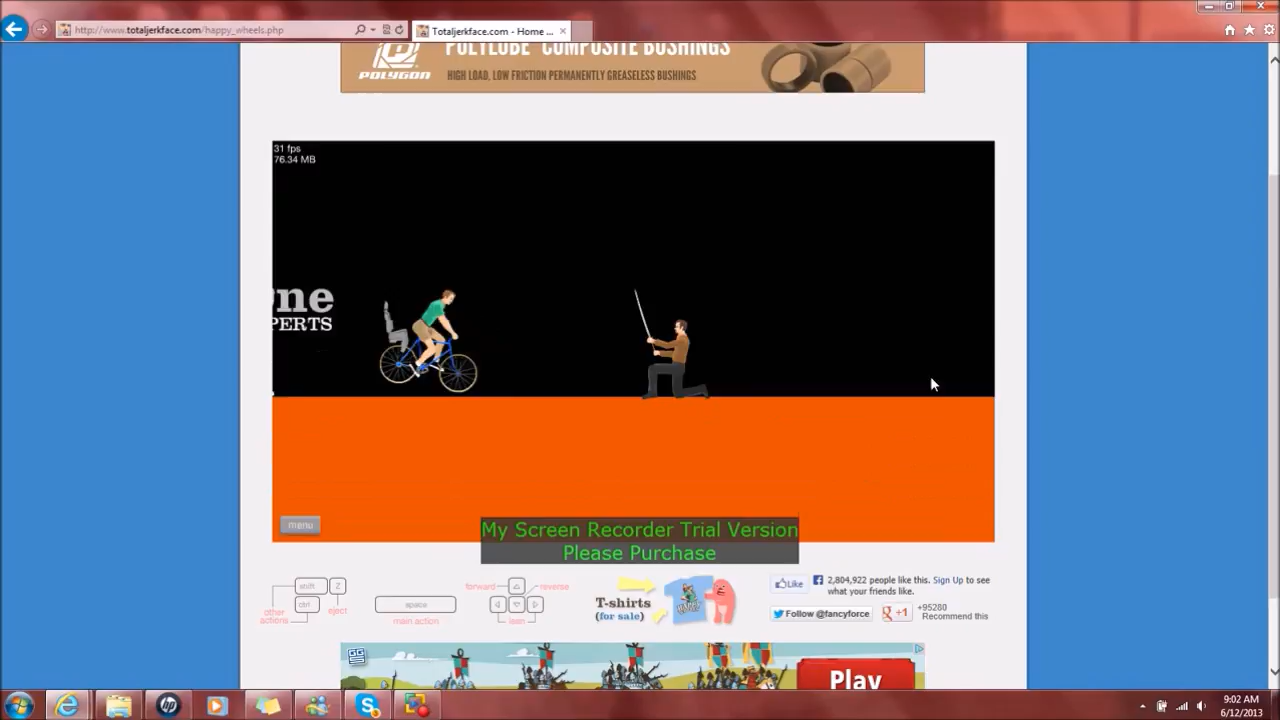 http://www.totaljerkface.com/happy_wheels.php
Totaljerkface.com - Home ...
POLYLUBE COMPOSITE BUSHINGS
POLYGON
HIGH LOAD, LOW FRICTION PERMANENTLY GREASELESS BUSHINGS
31 fps
76.34 MB
ne
PERTS
menu
My Screen Recorder Trial Version
Please Purchase
shift
Z
ctrl
other
actions
eject
space
main action
forward
reverse
lean
T-shirts
(for sale)
Like
2,804,922 people like this. Sign Up to see
what your friends like.
Follow @fancyforce
+1
+95280
Recommend this
GS
Play
hp
9:02 AM
6/12/2013